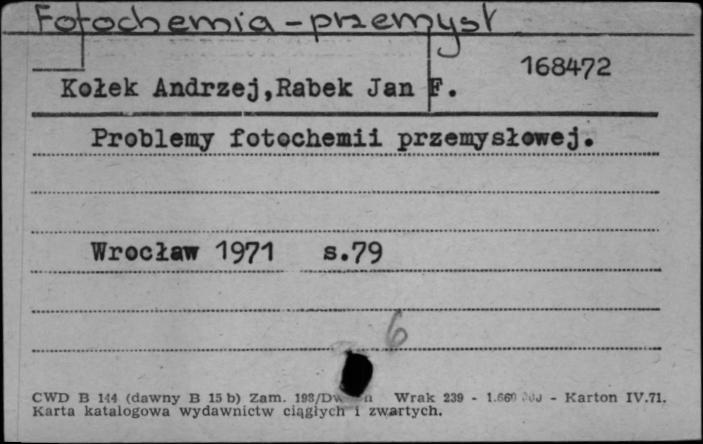 Fotochemia - przemysł
168472
Kołek Andrzej,Rabek Jan F.
Problemy fotochemii przemysłowej.
Wrocław 1971 s.79
6
CWD B 144 (dawny B 15 b) Zam. Wrak 239 - - Karton IV.71.
Karta katalogowa wydawnictw ciągłych i zwartych.